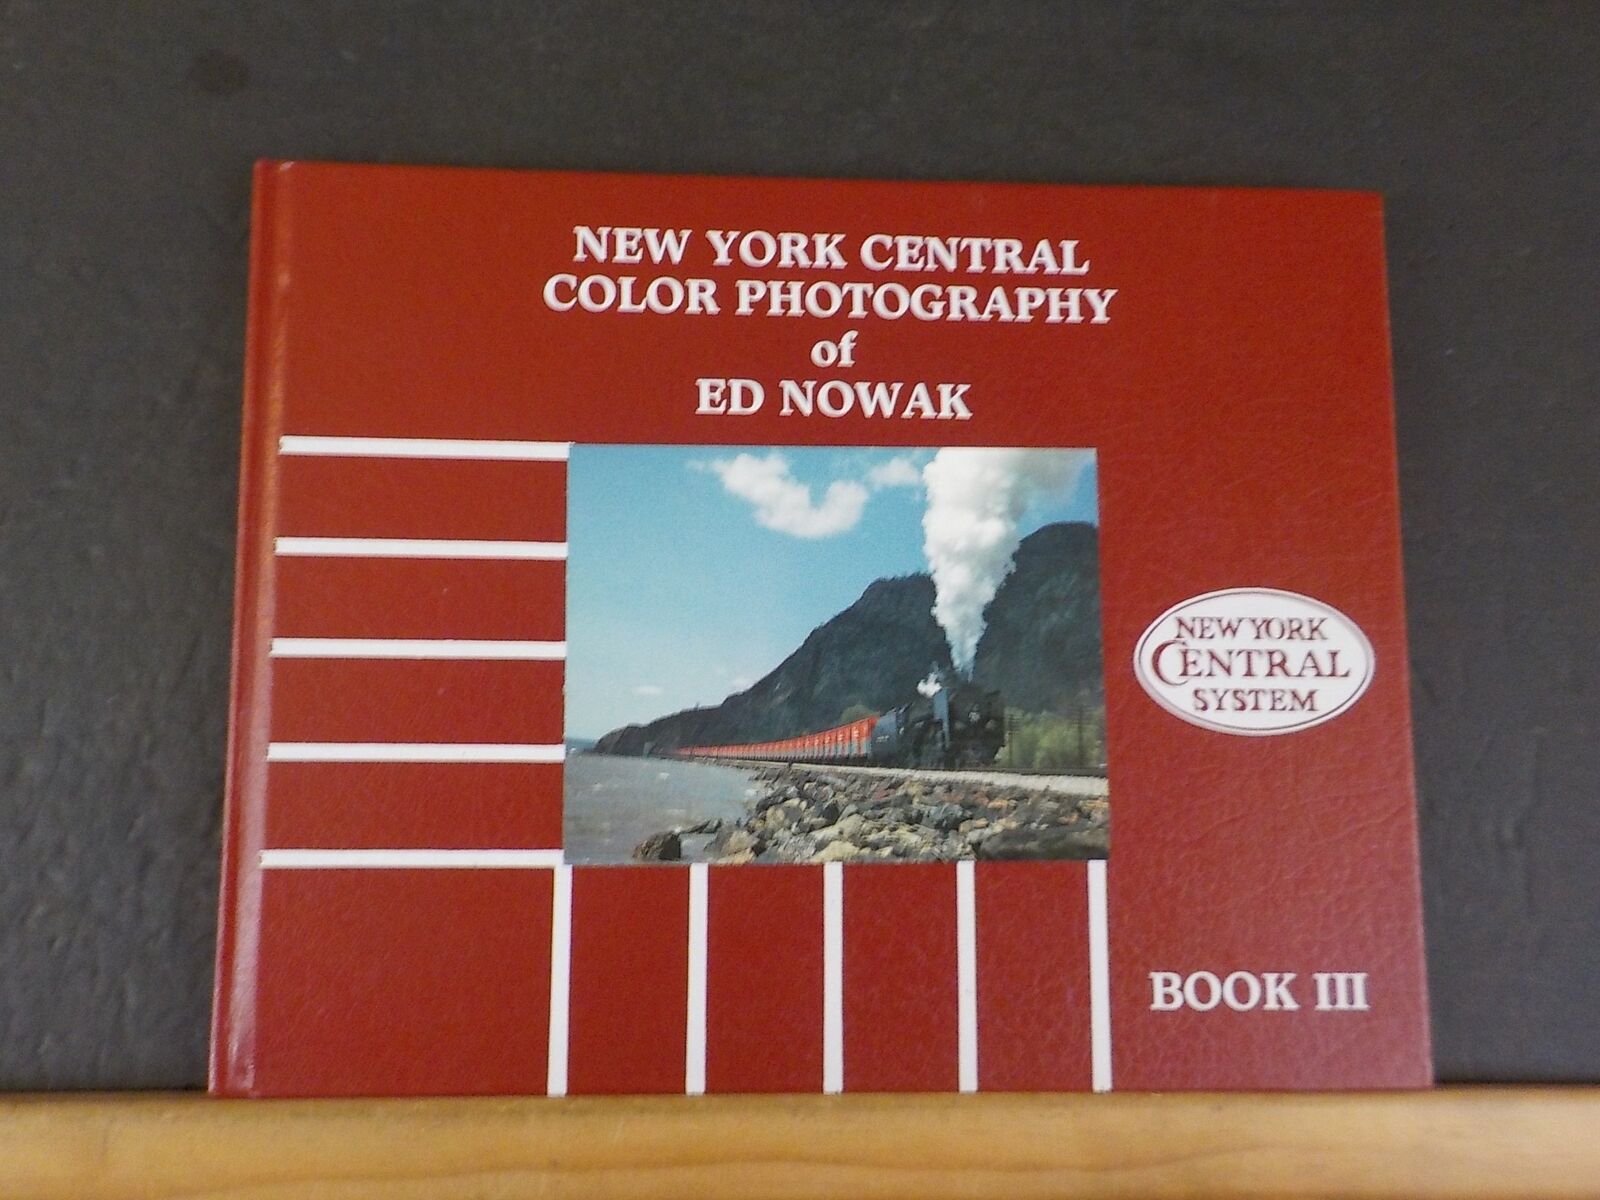 NEW YORK CENTRAL
COLOR PHOTOGRAPHY
of
ED NOWAK
NEW YORK
CENTRAL
SYSTEM
BOOK III